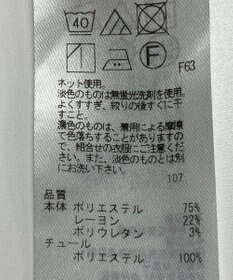 40
F
F63
ネット使用。
淡色のものは無蛍光洗剤を使用。
よくすすぎ、絞りの後すぐに干
すこと。
濃色のものは、着用による摩擦
で色落ちすることがありますの
で、組合せの衣服にご注意下さ
い。また、淡色のものとは別に
お洗い下さい。
107
品質
本体 ポリエステル 75%
レーヨン 22%
ポリウレタン 3%
チュール
ポリエステル 100%